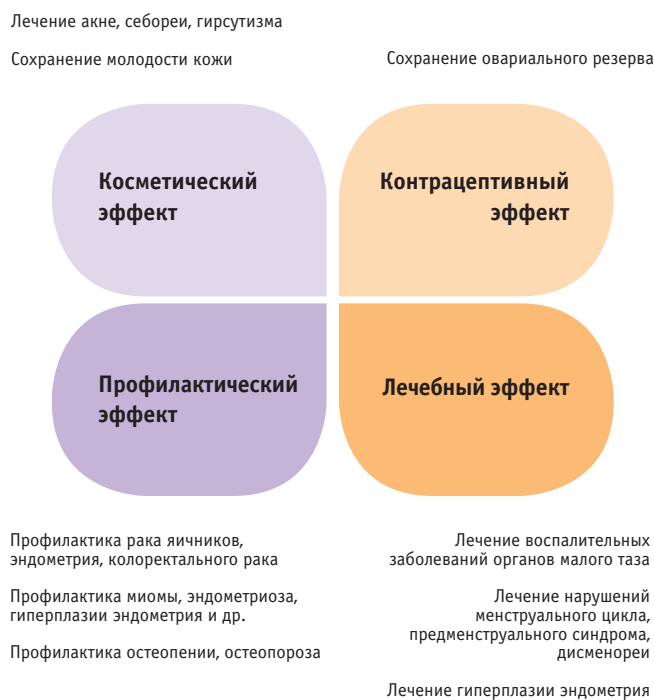 Лечение акне, себореи, гирсутизма
Сохранение молодости кожи
Сохранение овариального резерва
Косметический
эффект
Контрацептивный
эффект
Профилактический
эффект
Лечебный эффект
Профилактика рака яичников,
эндометрия, колоректального рака
Профилактика миомы, эндометриоза,
гиперплазии эндометрия и др.
Профилактика остеопении, остеопороза
Лечение воспалительных
заболеваний органов малого таза
Лечение нарушений
менструального цикла,
предменструального синдрома,
дисменореи
Лечение гиперплазии эндометрия